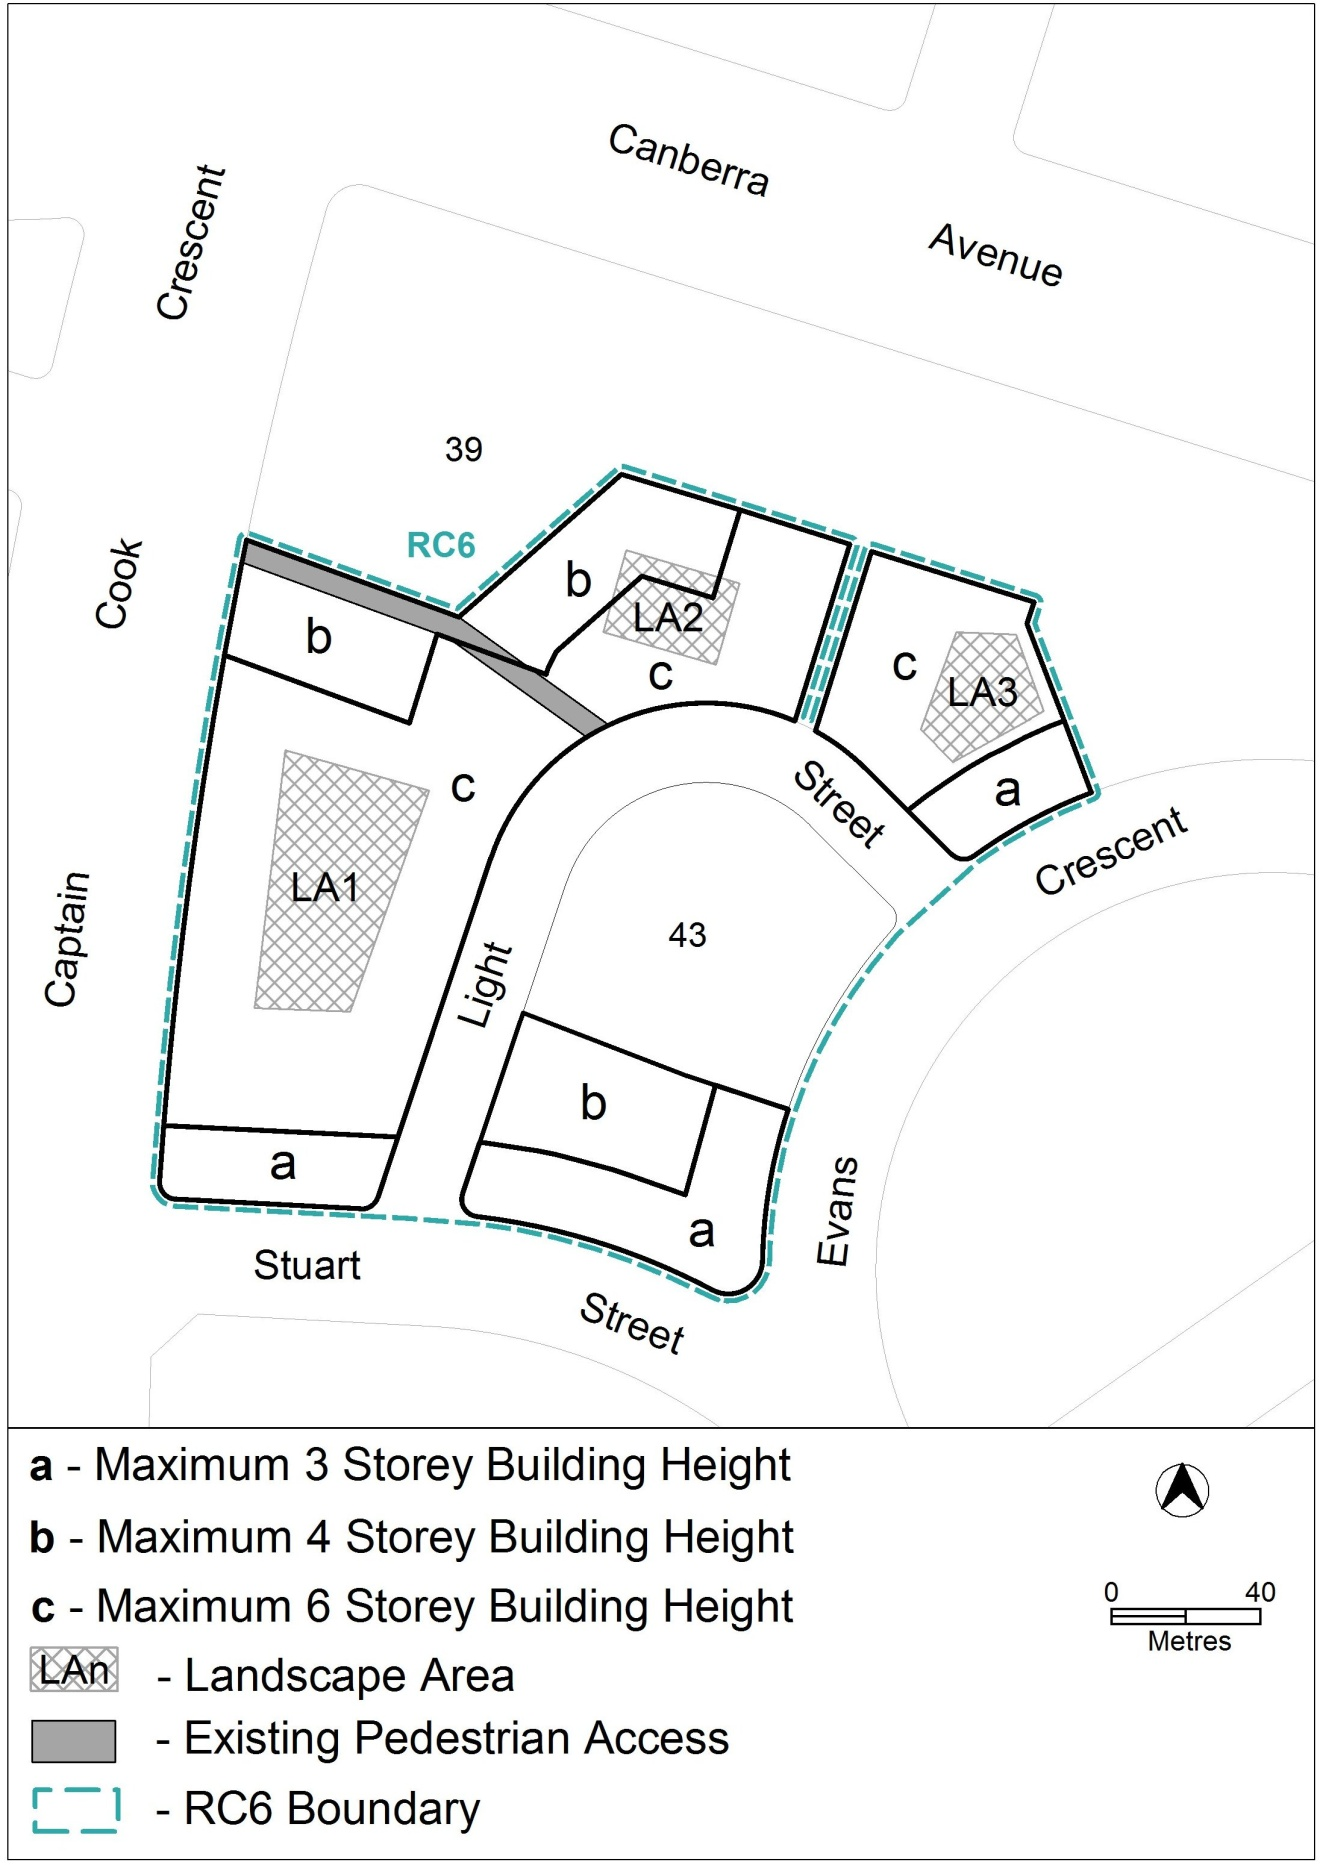 Canberra
Avenue
Crescent
39
RC6
Cook
b
b
LA2
c
c
LA3
a
c
Street
Crescent
LA1
Captain
43
Light
b
a
a
Evans
Stuart
Street
a - Maximum 3 Storey Building Height
b - Maximum 4 Storey Building Height
c - Maximum 6 Storey Building Height
LAn - Landscape Area
- Existing Pedestrian Access
- RC6 Boundary
0 40
Metres